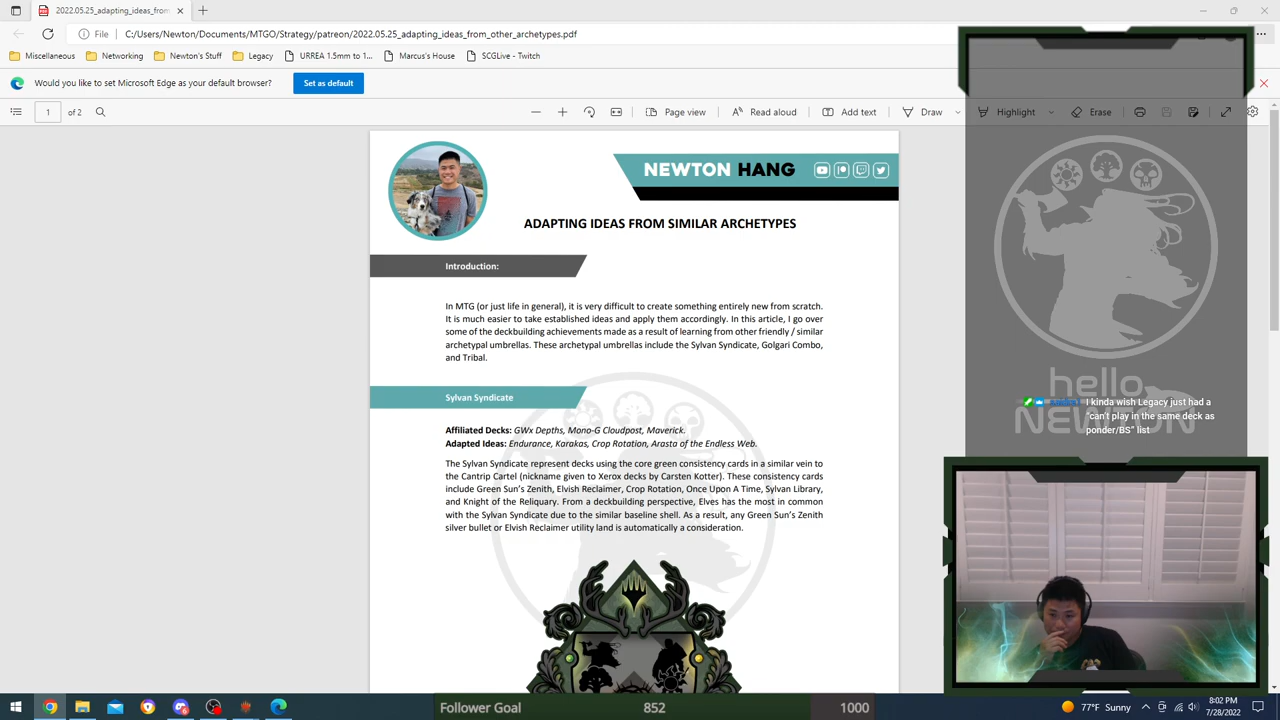 2022.05.25_adapting_ideas_from
File
C:/Users/Newton/Documents/MTGO/Strategy/patreon/2022.05.25_adapting_ideas_from_other_archetypes.pdf
Miscellaneous
Networking
Newton's Stuff
Legacy
URREA 1.5mm to 1...
Marcus's House
SCGLive - Twitch
Would you like to set Microsoft Edge as your default browser?
Set as default
1
of 2
Page view
Read aloud
Add text
Draw
Highlight
Erase
NEWTON HANG
ADAPTING IDEAS FROM SIMILAR ARCHETYPES
Introduction:
In MTG (or just life in general), it is very difficult to create something entirely new from scratch.
It is much easier to take established ideas and apply them accordingly. In this article, I go over
some of the deckbuilding achievements made as a result of learning from other friendly / similar
archetypal umbrellas. These archetypal umbrellas include the Sylvan Syndicate, Golgari Combo,
and Tribal.
Sylvan Syndicate
Affiliated Decks: GWx Depths, Mono-G Cloudpost, Maverick.
Adapted Ideas: Endurance, Karakas, Crop Rotation, Arasta of the Endless Web.
The Sylvan Syndicate represent decks using the core green consistency cards in a similar vein to
the Cantrip Cartel (nickname given to Xerox decks by Carsten Kotter). These consistency cards
include Green Sun's Zenith, Elvish Reclaimer, Crop Rotation, Once Upon A Time, Sylvan Library,
and Knight of the Reliquary. From a deckbuilding perspective, Elves has the most in common
with the Sylvan Syndicate due to the similar baseline shell. As a result, any Green Sun's Zenith
silver bullet or Elvish Reclaimer utility land is automatically a consideration.
hello
NEWTON
I kinda wish Legacy just had a
"can't play in the same deck as
ponder/BS" list
Follower Goal
852
1000
77°F Sunny
8:02 PM
7/28/2022